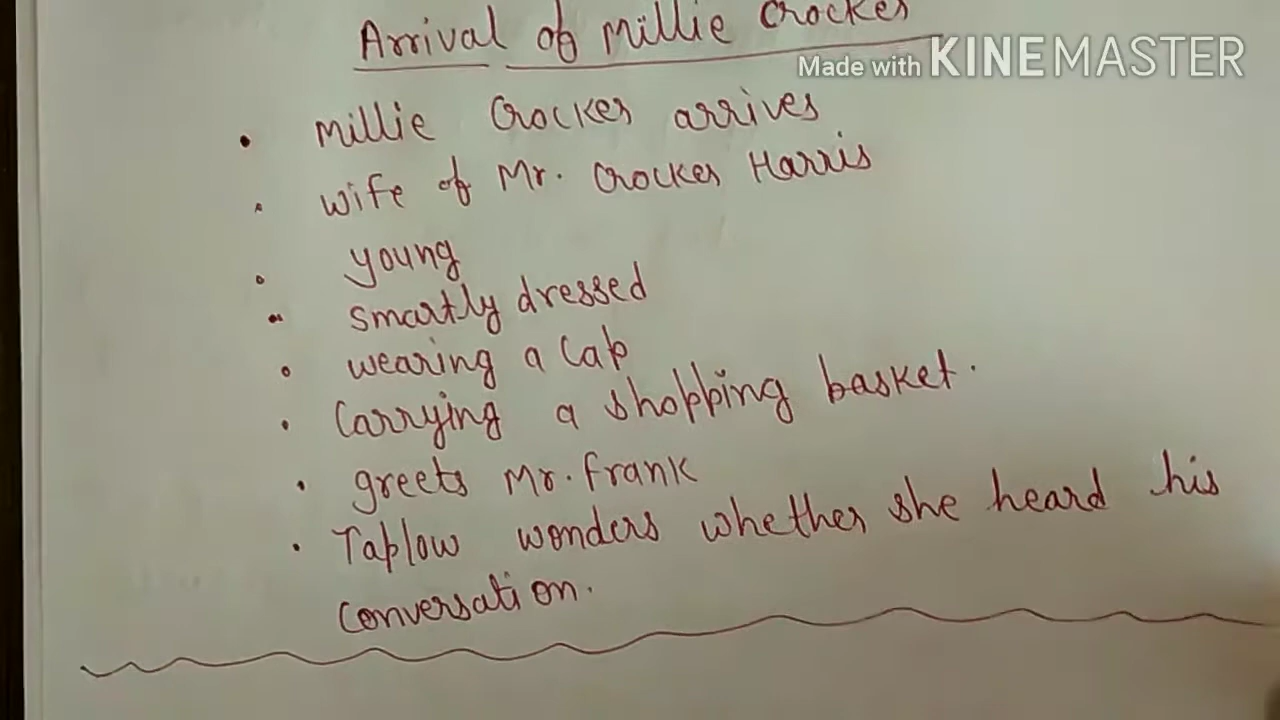 Arrival of Millie Crocker
Made with KINEMASTER
• Millie Crocker arrives
• wife of Mr. Crocker Harris
• young
• smartly dressed
• wearing a Cap
• Carrying a shopping basket.
• greets Mr. Frank
• Taplow wonders whether she heard his
conversation.